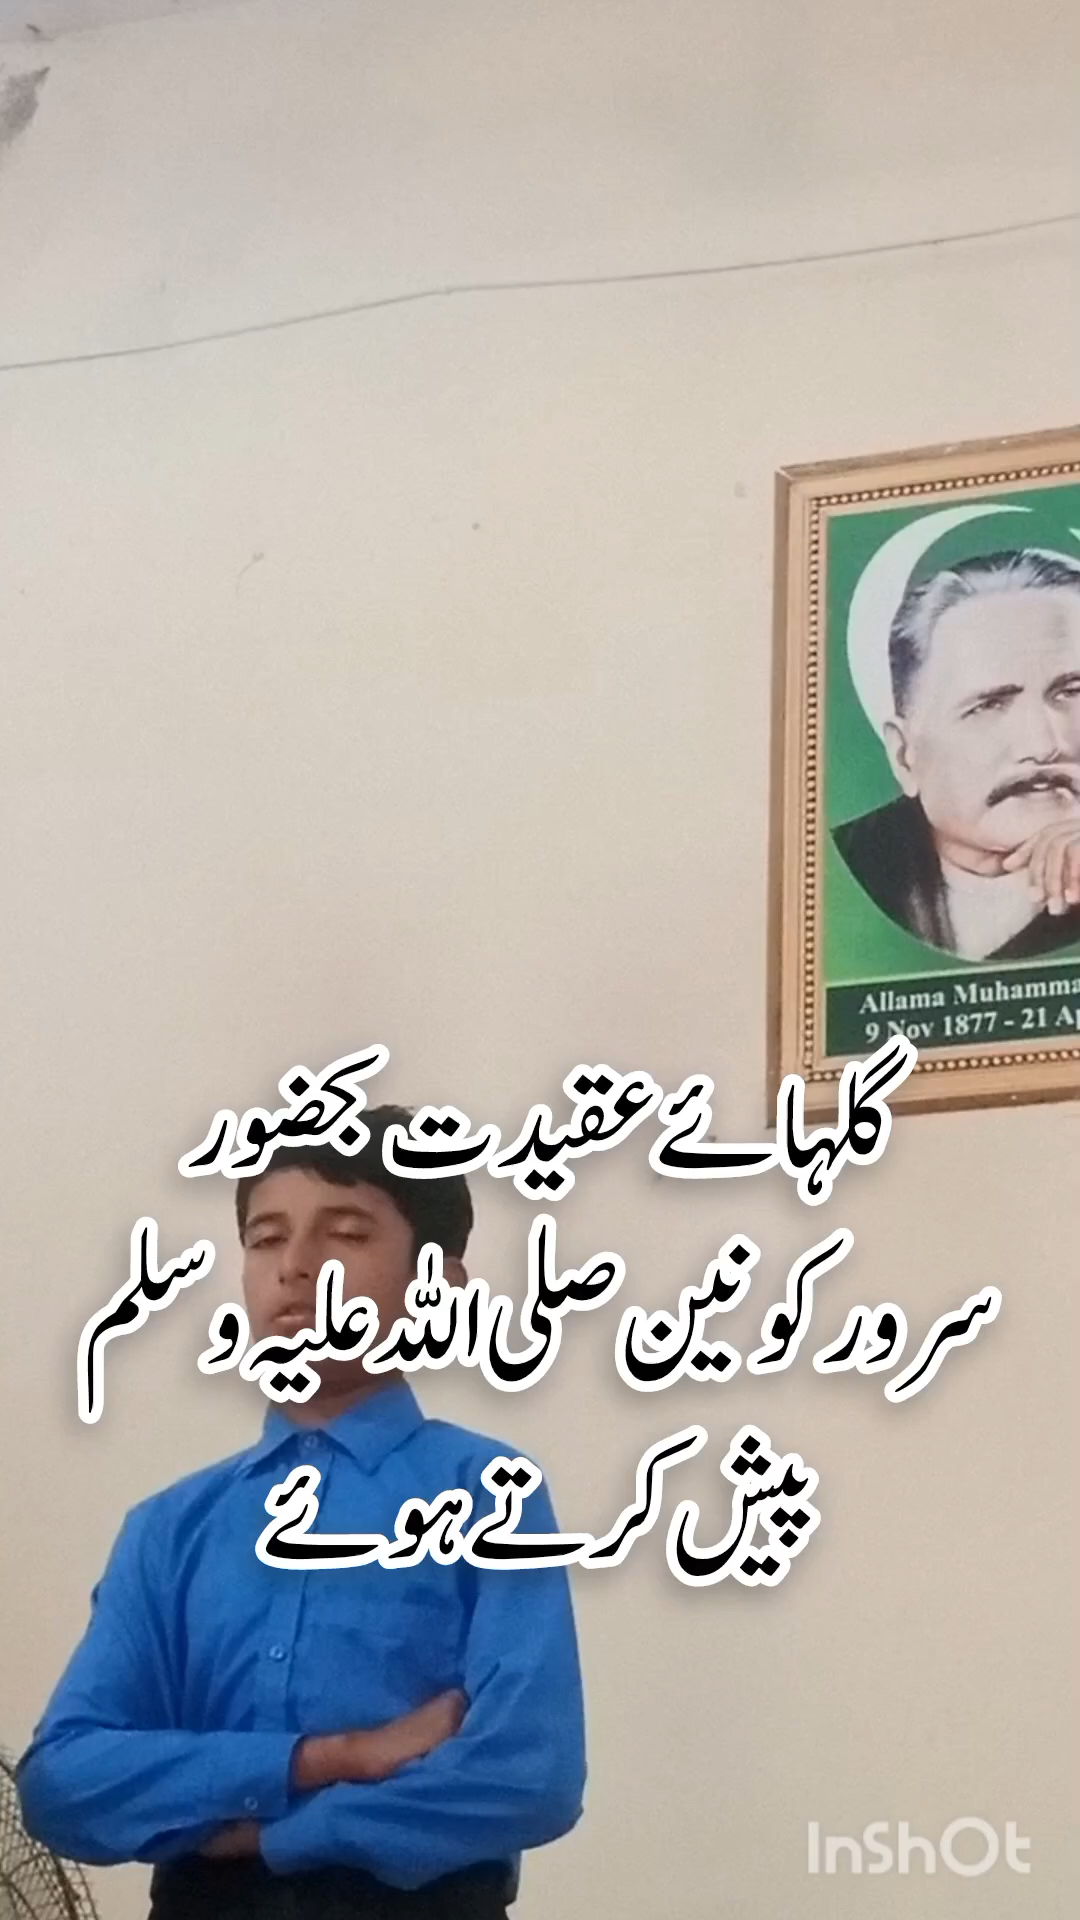 Allama Muhamma
9 Nov 1877 - 21 Ap
گلہائے عقیدت بحضور
سرور کونین صلی اللہ علیہ وسلم
پیش کرتے ہوئے
InShOt